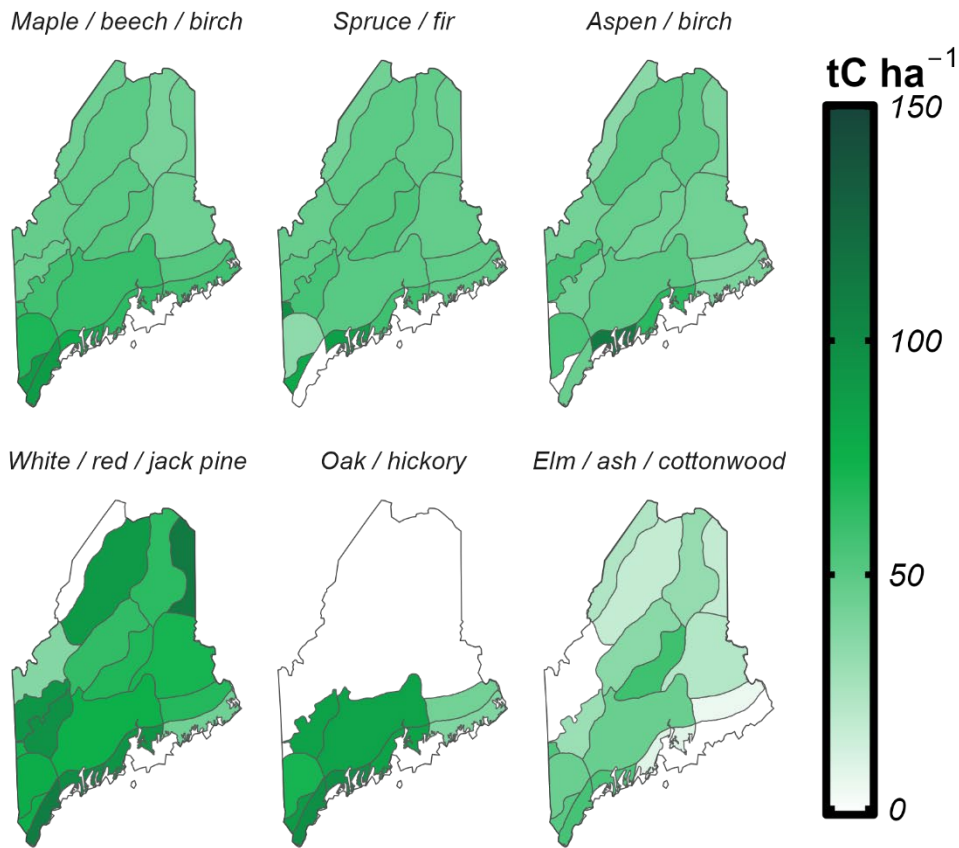 Maple / beech / birch
Spruce / fir
Aspen / birch
tC ha⁻¹
150
100
50
0
White / red / jack pine
Oak / hickory
Elm / ash / cottonwood